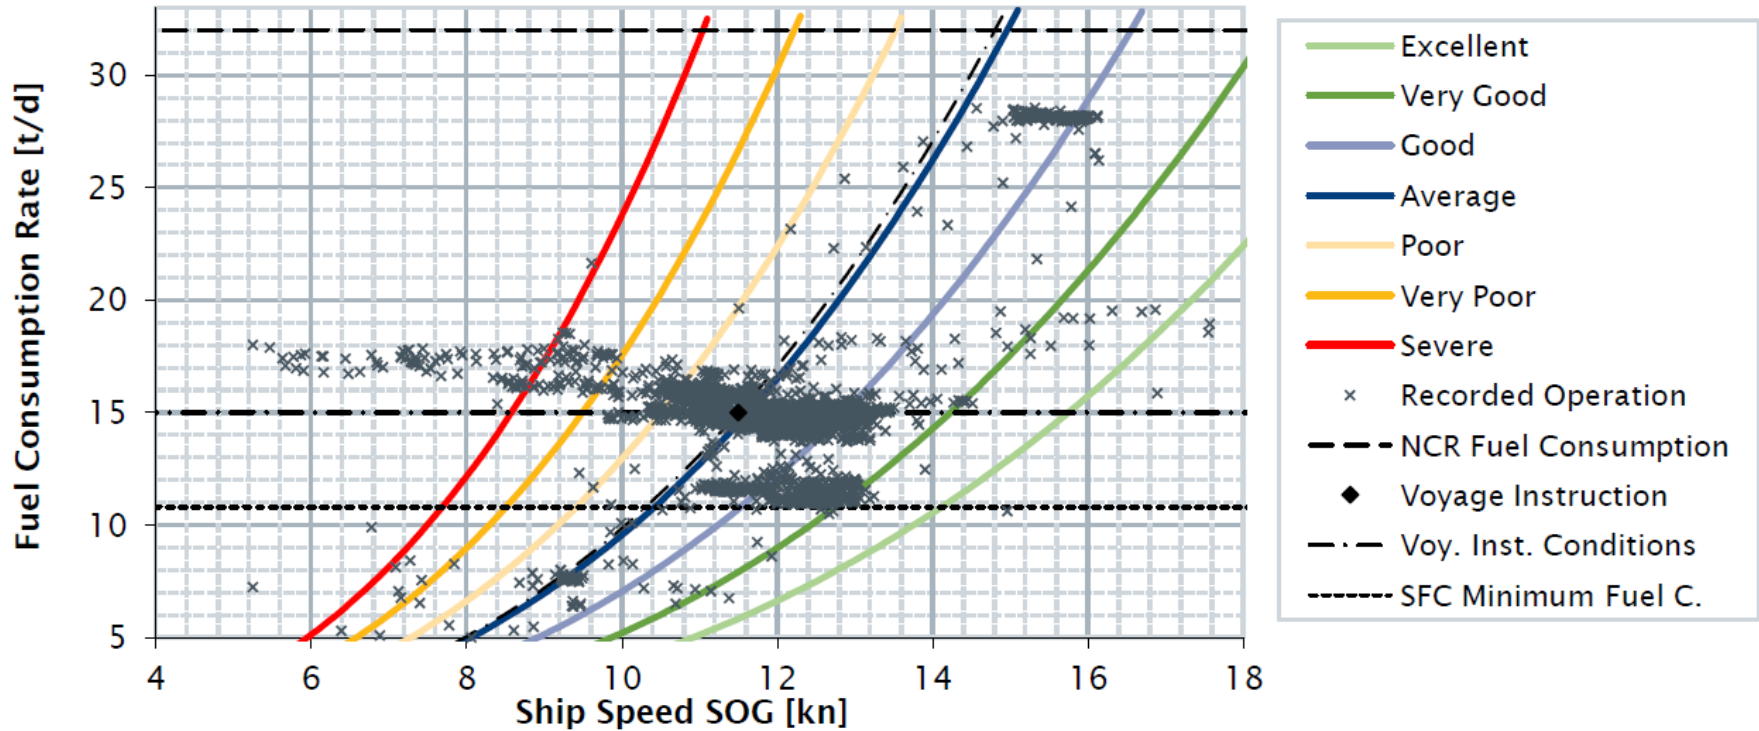 Fuel Consumption Rate [t/d]
30
25
20
15
10
5
4 6 8 10 12 14 16 18
Ship Speed SOG [kn]
Excellent
Very Good
Good
Average
Poor
Very Poor
Severe
Recorded Operation
NCR Fuel Consumption
Voyage Instruction
Voy. Inst. Conditions
SFC Minimum Fuel C.